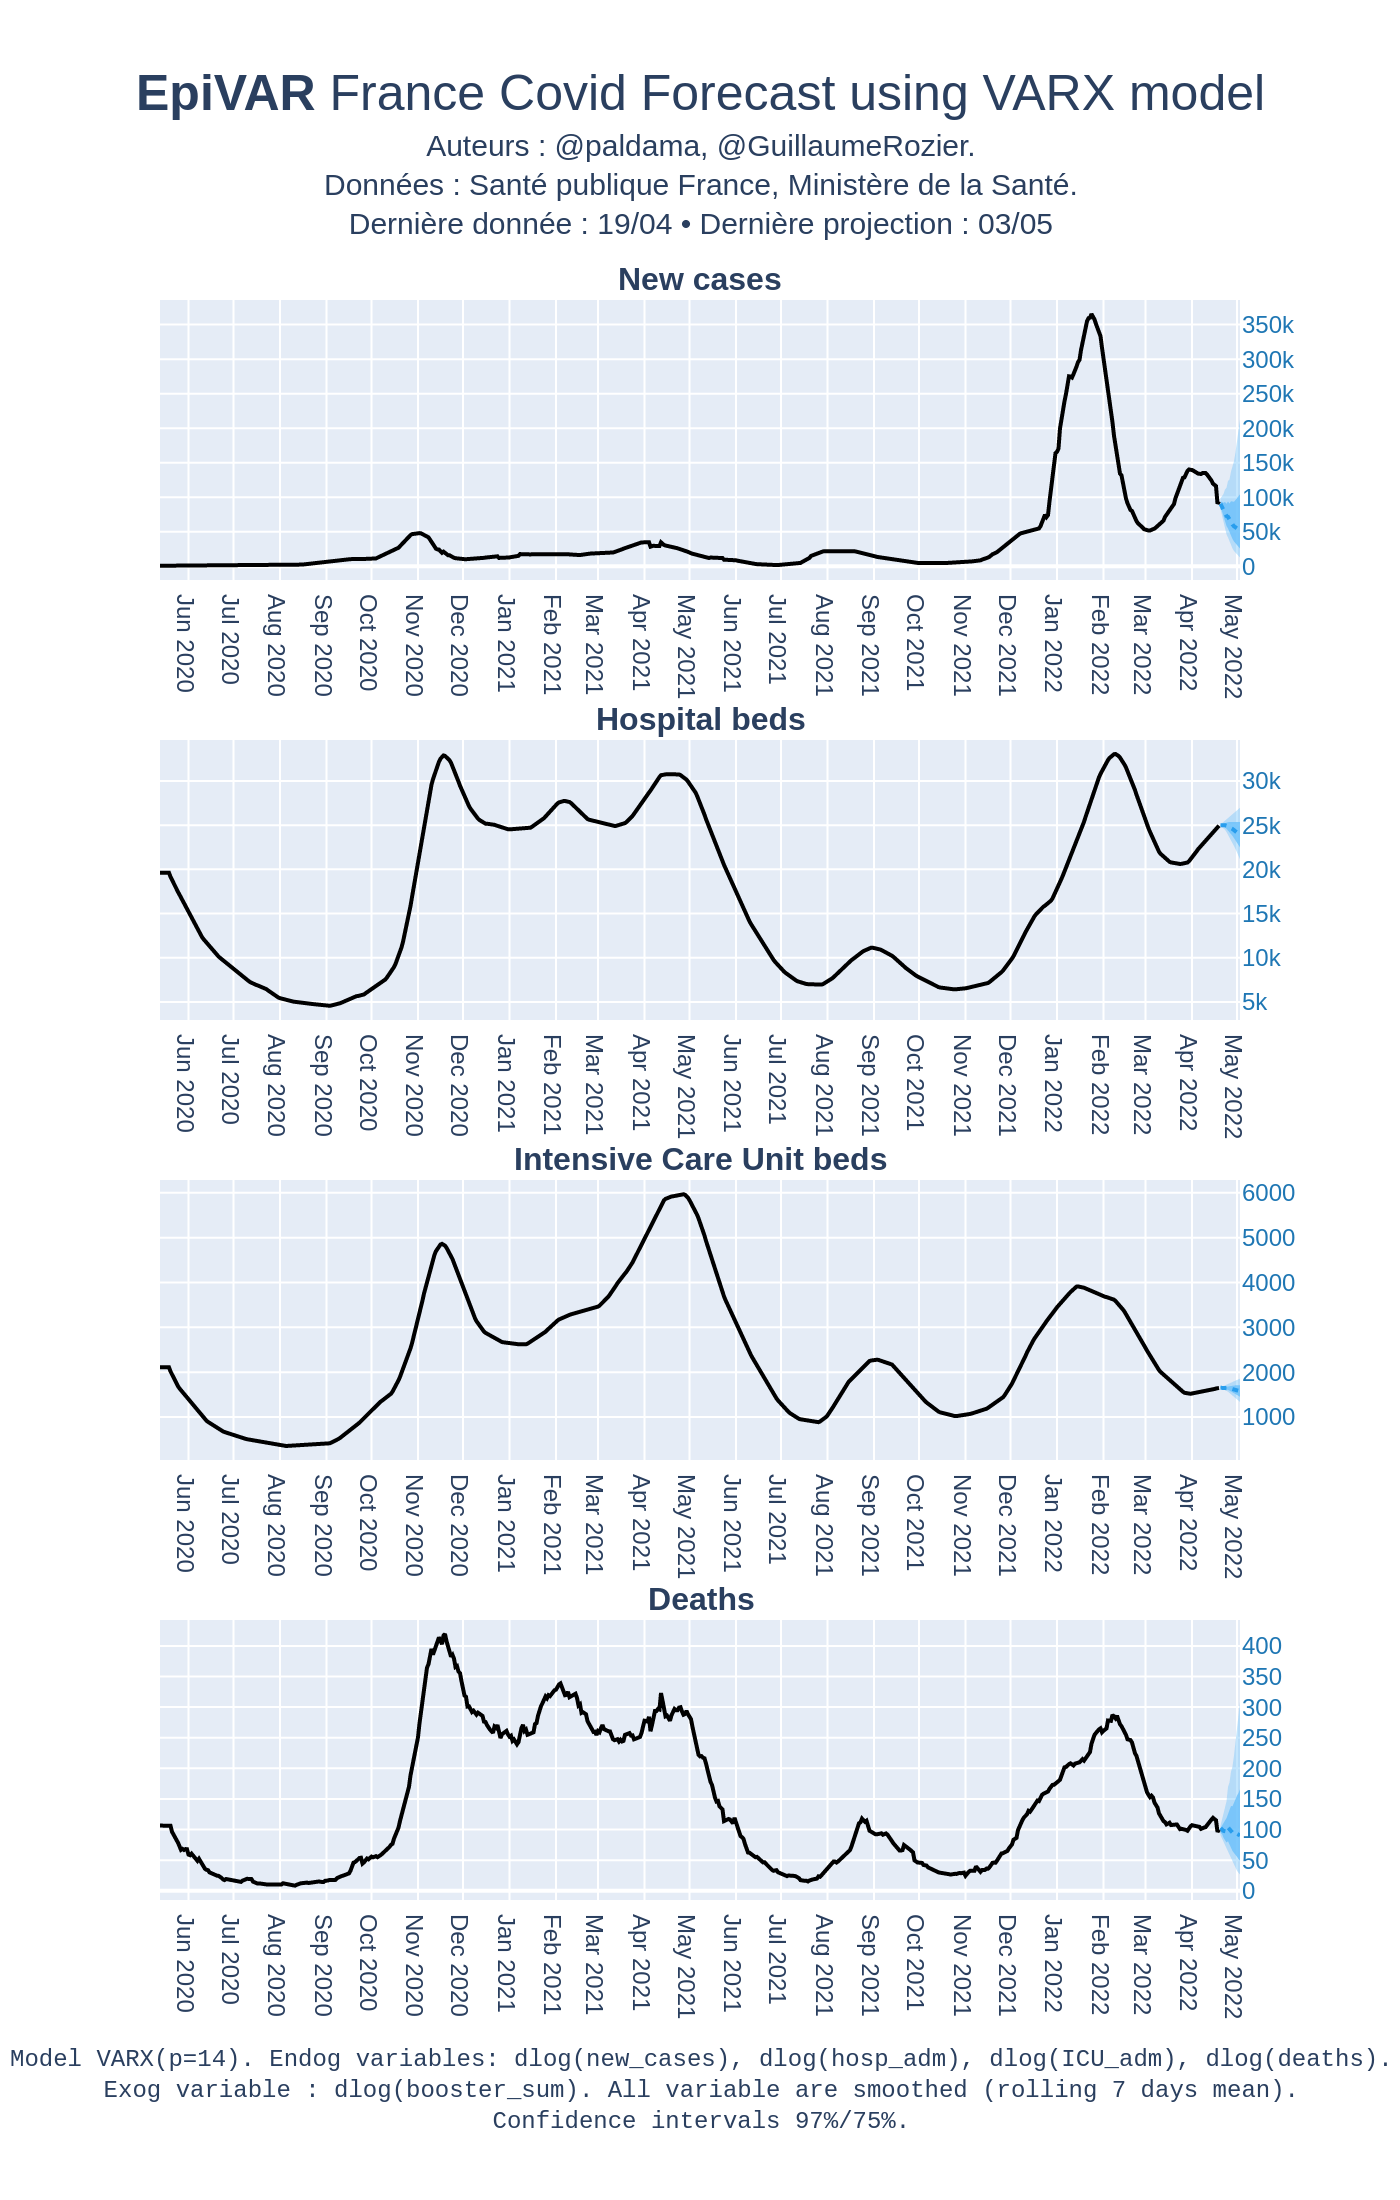 EpiVAR France Covid Forecast using VARX model
Auteurs : @paldama, @GuillaumeRozier.
Données : Santé publique France, Ministère de la Santé.
Dernière donnée : 19/04 • Dernière projection : 03/05
New cases
350k
300k
250k
200k
150k
100k
50k
0
Jun 2020
Jul 2020
Aug 2020
Sep 2020
Oct 2020
Nov 2020
Dec 2020
Jan 2021
Feb 2021
Mar 2021
Apr 2021
May 2021
Jun 2021
Jul 2021
Aug 2021
Sep 2021
Oct 2021
Nov 2021
Dec 2021
Jan 2022
Feb 2022
Mar 2022
Apr 2022
May 2022
Hospital beds
30k
25k
20k
15k
10k
5k
Jun 2020
Jul 2020
Aug 2020
Sep 2020
Oct 2020
Nov 2020
Dec 2020
Jan 2021
Feb 2021
Mar 2021
Apr 2021
May 2021
Jun 2021
Jul 2021
Aug 2021
Sep 2021
Oct 2021
Nov 2021
Dec 2021
Jan 2022
Feb 2022
Mar 2022
Apr 2022
May 2022
Intensive Care Unit beds
6000
5000
4000
3000
2000
1000
Jun 2020
Jul 2020
Aug 2020
Sep 2020
Oct 2020
Nov 2020
Dec 2020
Jan 2021
Feb 2021
Mar 2021
Apr 2021
May 2021
Jun 2021
Jul 2021
Aug 2021
Sep 2021
Oct 2021
Nov 2021
Dec 2021
Jan 2022
Feb 2022
Mar 2022
Apr 2022
May 2022
Deaths
400
350
300
250
200
150
100
50
0
Jun 2020
Jul 2020
Aug 2020
Sep 2020
Oct 2020
Nov 2020
Dec 2020
Jan 2021
Feb 2021
Mar 2021
Apr 2021
May 2021
Jun 2021
Jul 2021
Aug 2021
Sep 2021
Oct 2021
Nov 2021
Dec 2021
Jan 2022
Feb 2022
Mar 2022
Apr 2022
May 2022
Model VARX(p=14). Endog variables: dlog(new_cases), dlog(hosp_adm), dlog(ICU_adm), dlog(deaths).
Exog variable : dlog(booster_sum). All variable are smoothed (rolling 7 days mean).
Confidence intervals 97%/75%.